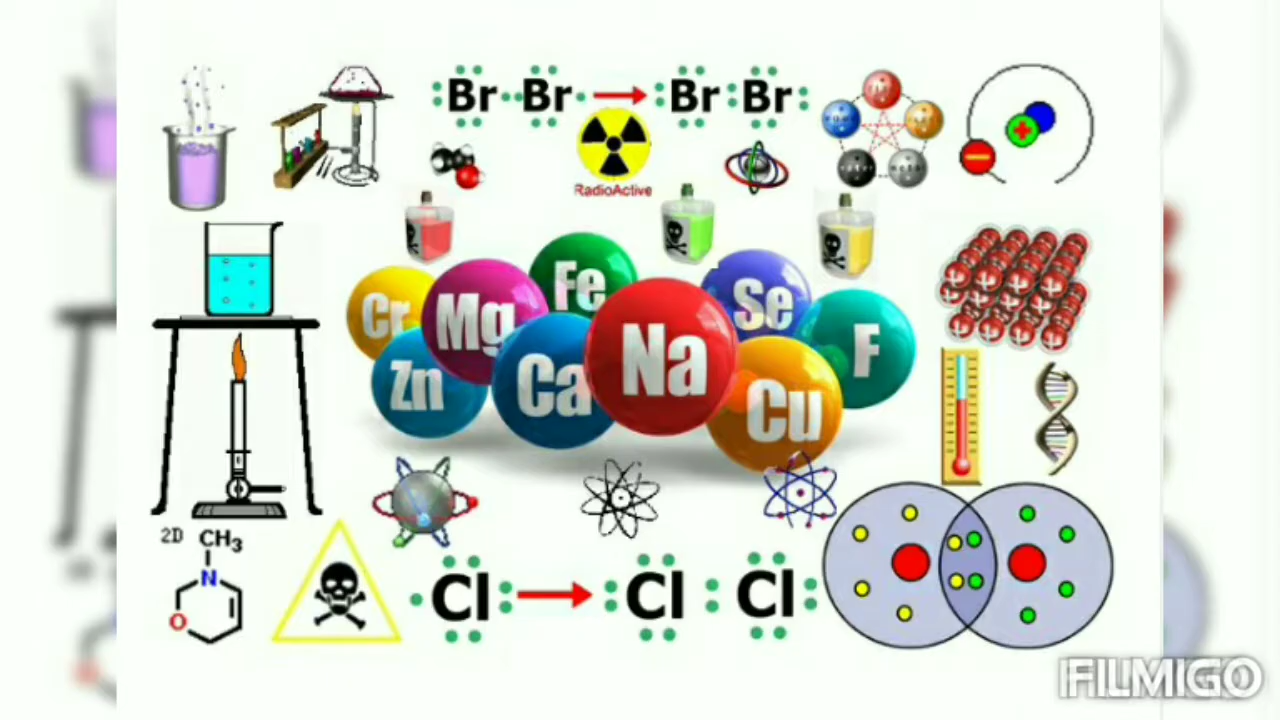 Br Br Br Br
RadioActive
Fe
Cr Mg Se
Na F
Zn Ca Cu
2D CH3
N
O
Cl Cl Cl
FILMIGO